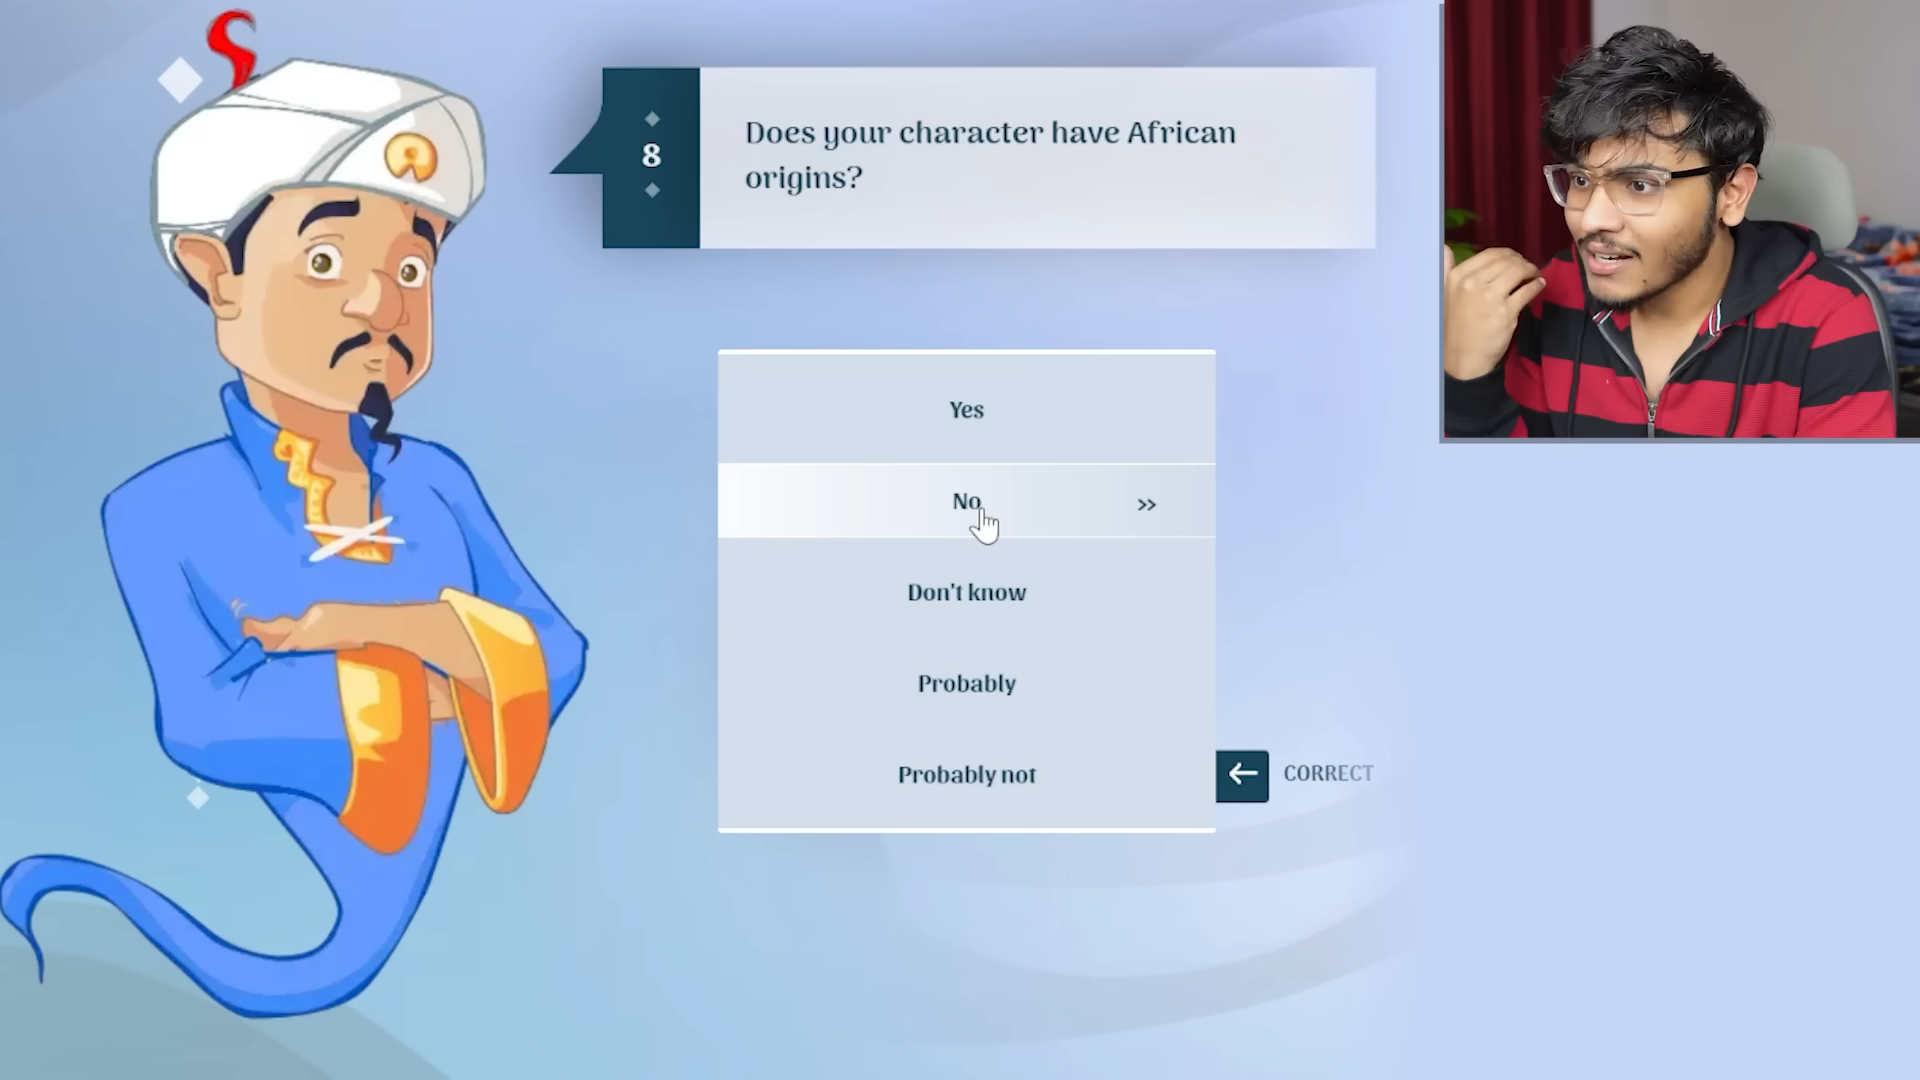 8
Does your character have African
origins?
Yes
No
>>
Don't know
Probably
Probably not
CORRECT